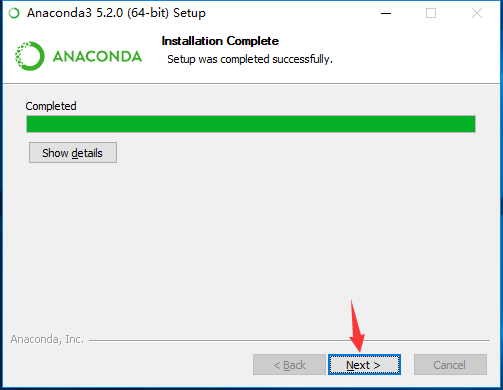 Anaconda3 5.2.0 (64-bit) Setup
ANACONDA
Installation Complete
Setup was completed successfully.
Completed
Show details
Anaconda, Inc.
< Back
Next >
Cancel